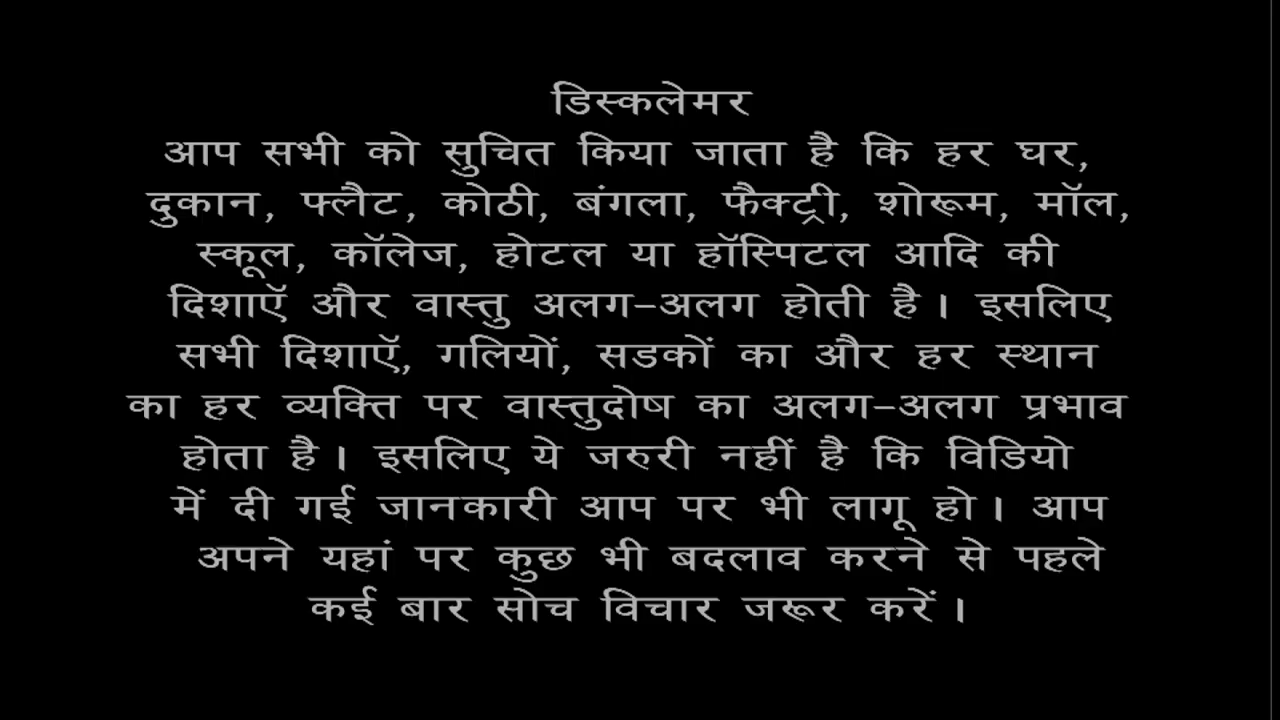 डिस्कलेमर
आप सभी को सुचित किया जाता है कि हर घर,
दुकान, फ्लैट, कोठी, बंगला, फैक्ट्री, शोरूम, मॉल,
स्कूल, कॉलेज, होटल या हॉस्पिटल आदि की
दिशाऍ और वास्तु अलग-अलग होती है। इसलिए
सभी दिशाऍ, गलियों, सडकों का और हर स्थान
का हर व्यक्ति पर वास्तुदोष का अलग-अलग प्रभाव
होता है। इसलिए ये जरुरी नहीं है कि विडियो
में दी गई जानकारी आप पर भी लागू हो। आप
अपने यहां पर कुछ भी बदलाव करने से पहले
कई बार सोच विचार जरूर करें।